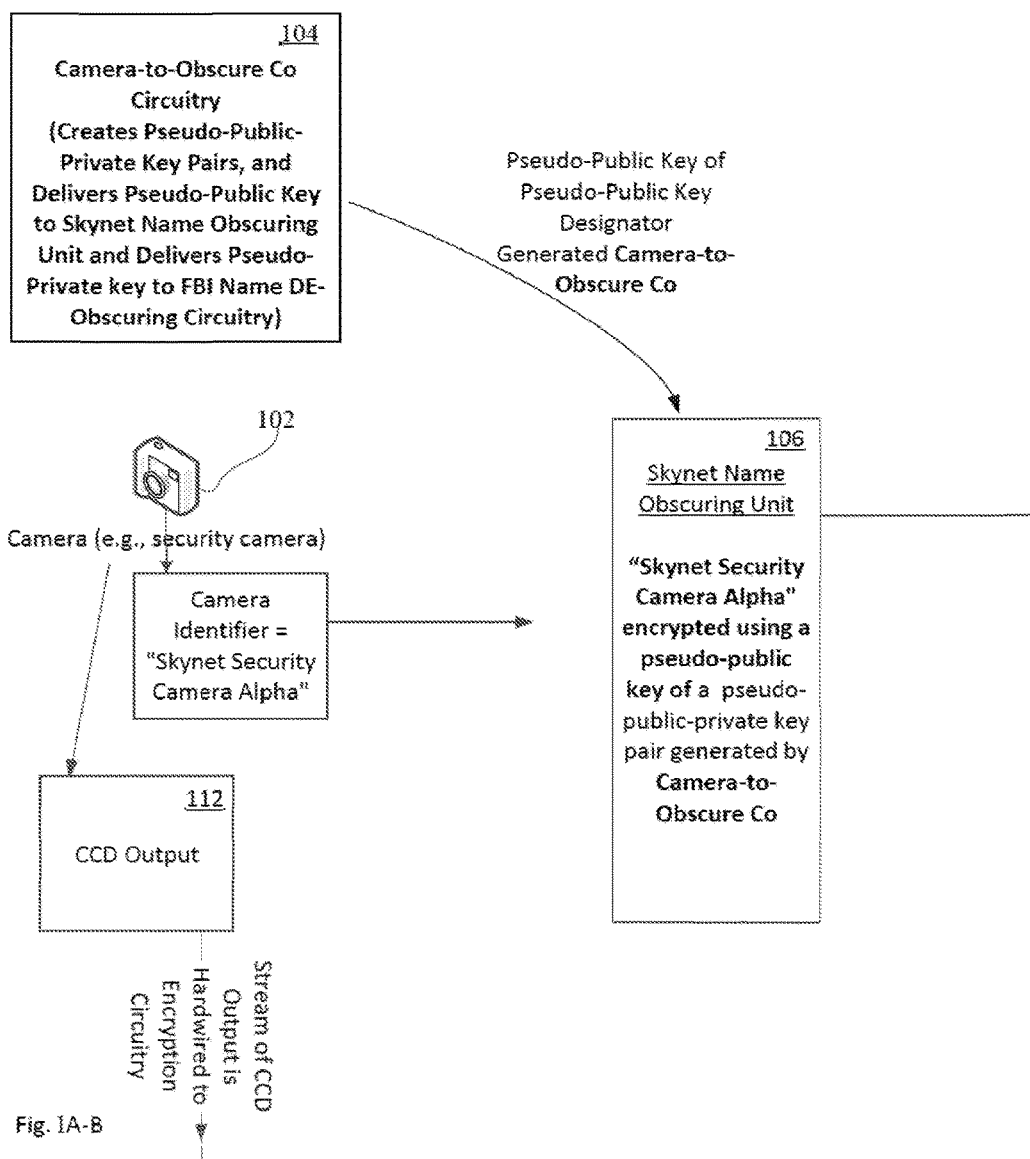 104
Camera-to-Obscure Co
Circuitry
(Creates Pseudo-Public-
Private Key Pairs, and
Delivers Pseudo-Public Key
to Skynet Name Obscuring
Unit and Delivers Pseudo-
Private key to FBI Name DE-
Obscuring Circuitry)
Pseudo-Public Key of
Pseudo-Public Key
Designator
Generated Camera-to-
Obscure Co
102
Camera (e.g., security camera)
Camera
Identifier =
"Skynet Security
Camera Alpha"
106
Skynet Name
Obscuring Unit
"Skynet Security
Camera Alpha"
encrypted using a
pseudo-public
key of a pseudo-
public-private key
pair generated by
Camera-to-
Obscure Co
112
CCD Output
Stream of CCD
Output is
Hardwired to
Encryption
Circuitry
Fig. 1A-B